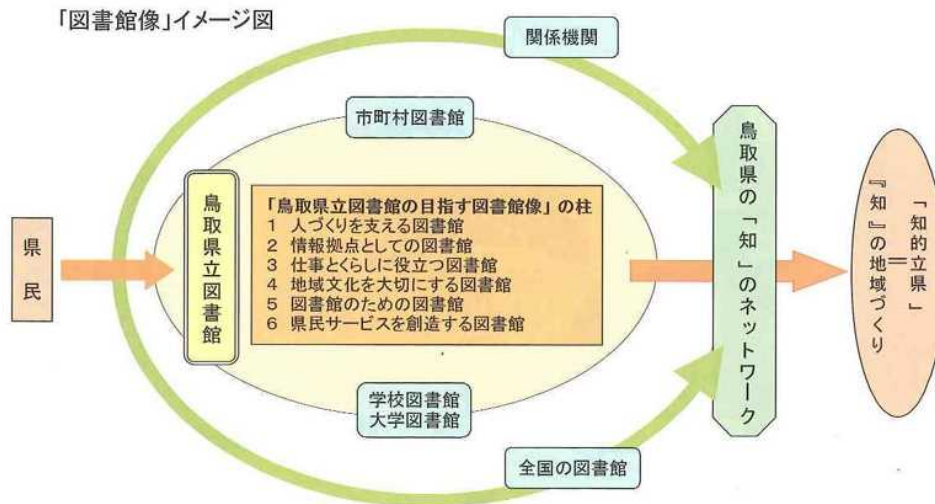 「図書館像」イメージ図
関係機関
市町村図書館
県民
鳥取県立図書館
「鳥取県立図書館の目指す図書館像」の柱
1 人づくりを支える図書館
2 情報拠点としての図書館
3 仕事とくらしに役立つ図書館
4 地域文化を大切にする図書館
5 図書館のための図書館
6 県民サービスを創造する図書館
学校図書館
大学図書館
全国の図書館
鳥取県の「知」のネットワーク
「知的立県」
＝
『知』の地域づくり